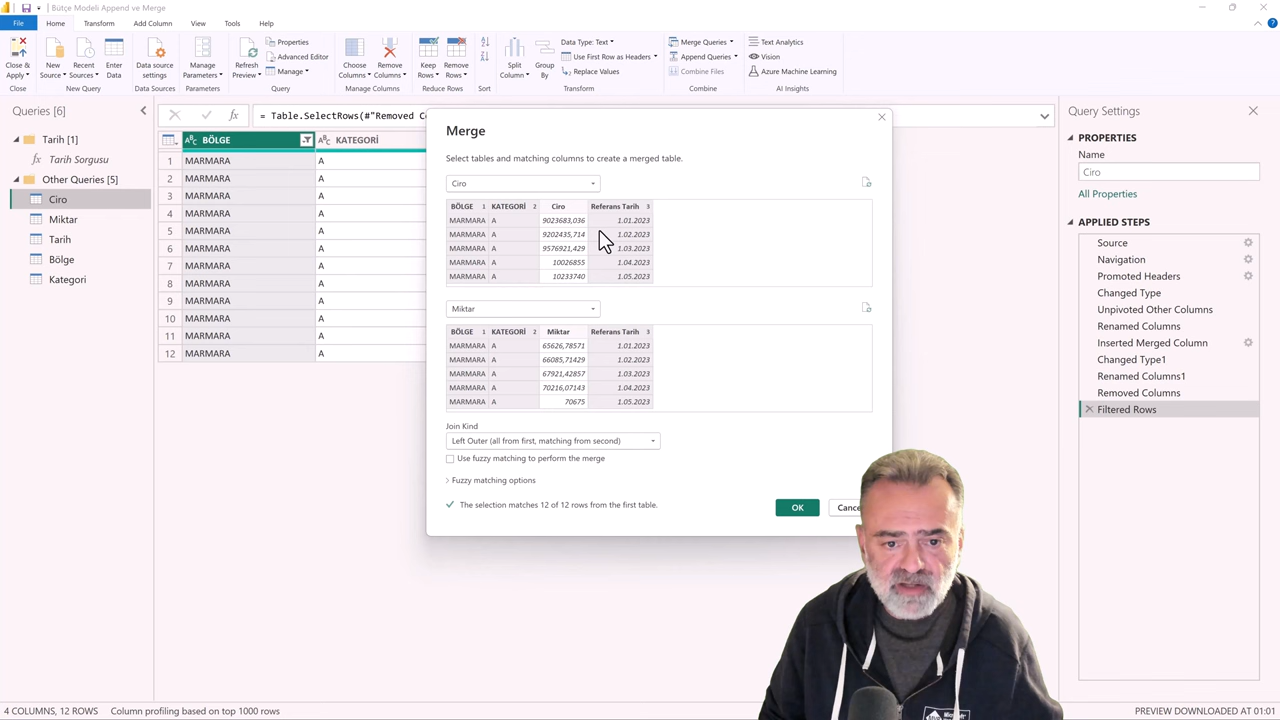 Bütçe Modeli Append ve Merge
File Home Transform Add Column View Tools Help
Close & Apply
New Source
Recent Sources
Enter Data
Data source settings
Manage Parameters
Refresh Preview
Properties
Advanced Editor
Manage
Choose Columns
Remove Columns
Keep Rows
Remove Rows
Split Column
Group By
Data Type: Text
Use First Row as Headers
Replace Values
Merge Queries
Append Queries
Combine Files
Text Analytics
Vision
Azure Machine Learning
Close New Query Data Sources Parameters Query Manage Columns Reduce Rows Sort Transform Combine AI Insights
Queries [6]
Tarih [1]
fx Tarih Sorgusu
Other Queries [5]
Ciro
Miktar
Tarih
Bölge
Kategori
fx = Table.SelectRows(#"Removed C
ABC BÖLGE ABC KATEGORİ
1 MARMARA A
2 MARMARA A
3 MARMARA A
4 MARMARA A
5 MARMARA A
6 MARMARA A
7 MARMARA A
8 MARMARA A
9 MARMARA A
10 MARMARA A
11 MARMARA A
12 MARMARA A
Merge
Select tables and matching columns to create a merged table.
Ciro
BÖLGE 1 KATEGORİ 2 Ciro Referans Tarih 3
MARMARA A 9023683,036 1.01.2023
MARMARA A 9202435,714 1.02.2023
MARMARA A 9576921,429 1.03.2023
MARMARA A 10026855 1.04.2023
MARMARA A 10233740 1.05.2023
Miktar
BÖLGE 1 KATEGORİ 2 Miktar Referans Tarih 3
MARMARA A 65626,78571 1.01.2023
MARMARA A 66085,71429 1.02.2023
MARMARA A 67921,42857 1.03.2023
MARMARA A 70216,07143 1.04.2023
MARMARA A 70675 1.05.2023
Join Kind
Left Outer (all from first, matching from second)
Use fuzzy matching to perform the merge
Fuzzy matching options
The selection matches 12 of 12 rows from the first table.
OK
Cance
Query Settings
PROPERTIES
Name
Ciro
All Properties
APPLIED STEPS
Source
Navigation
Promoted Headers
Changed Type
Unpivoted Other Columns
Renamed Columns
Inserted Merged Column
Changed Type1
Renamed Columns1
Removed Columns
Filtered Rows
4 COLUMNS, 12 ROWS Column profiling based on top 1000 rows
PREVIEW DOWNLOADED AT 01:01